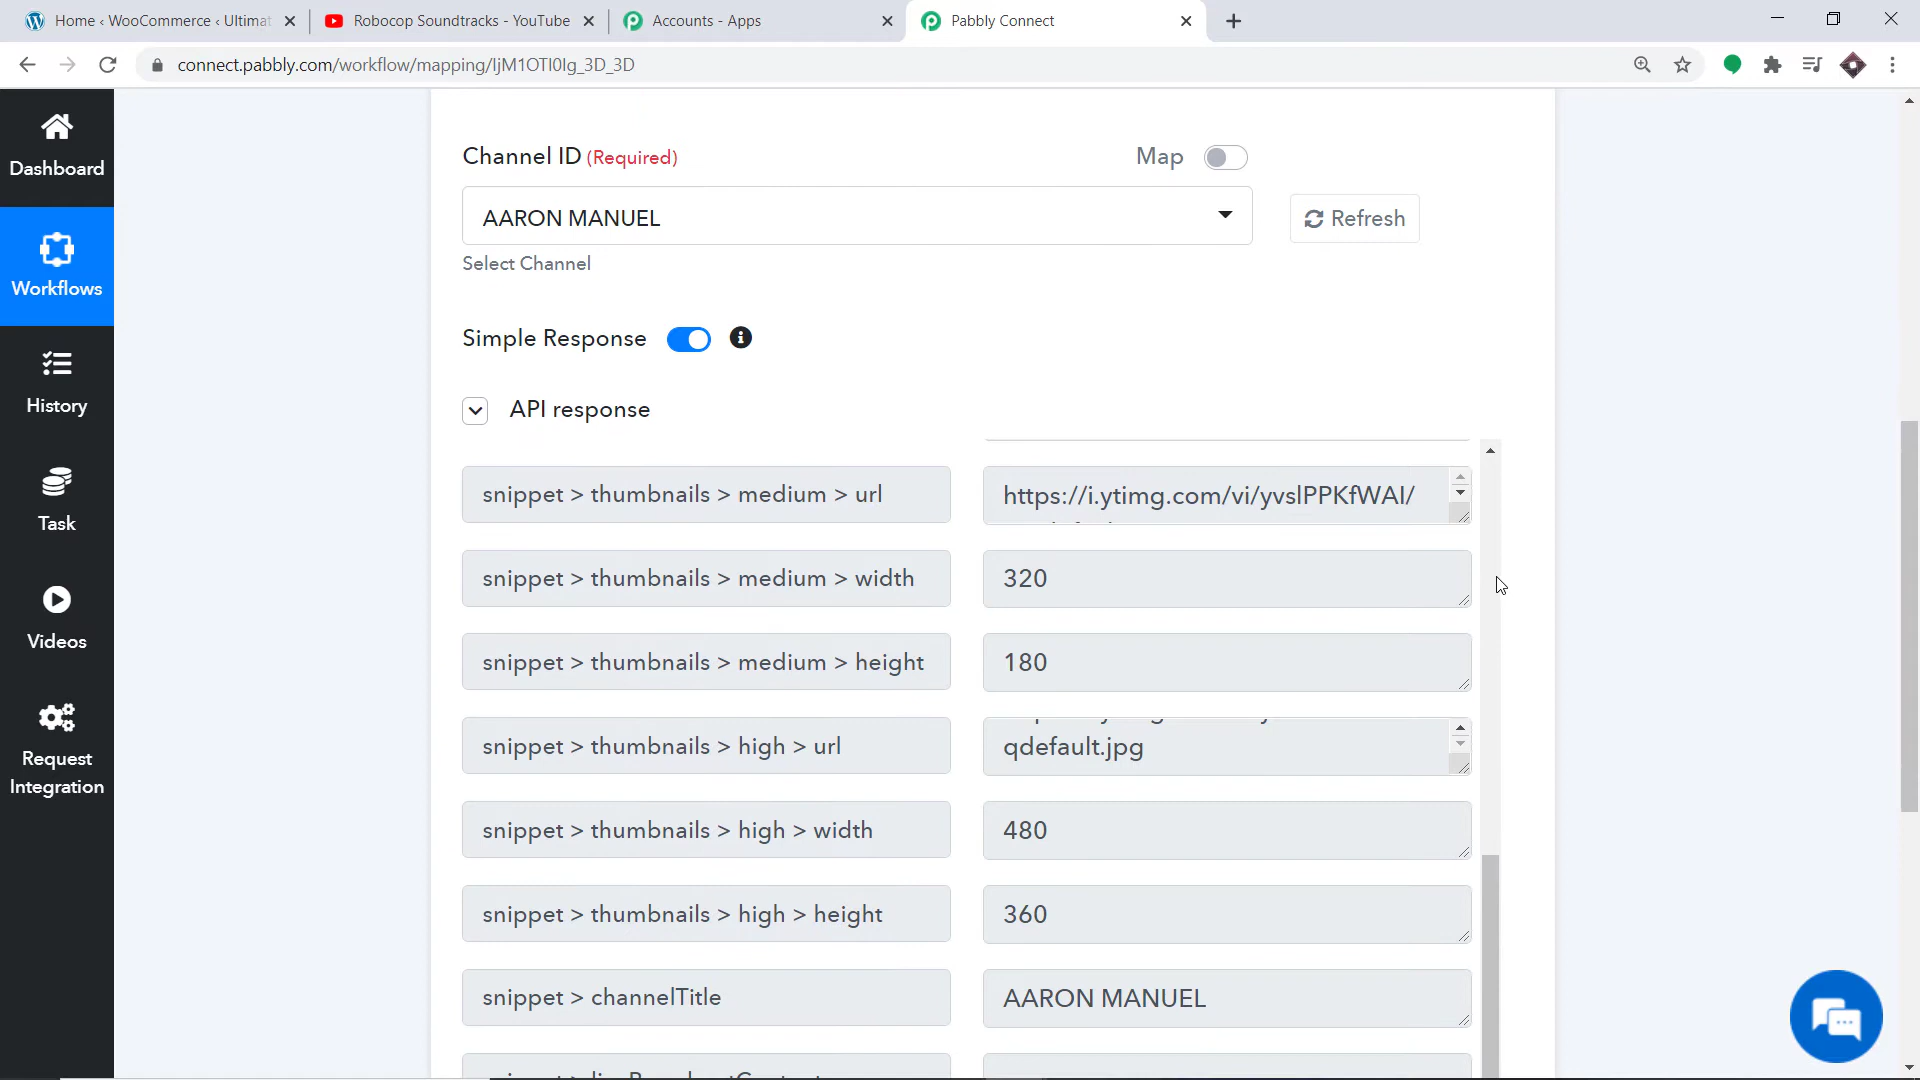 Home ‹ WooCommerce ‹ Ultimat
Robocop Soundtracks - YouTube
Accounts - Apps
Pabbly Connect
connect.pabbly.com/workflow/mapping/IjM1OTI0Ig_3D_3D
Dashboard
Workflows
History
Task
Videos
Request
Integration
Channel ID (Required)
Map
AARON MANUEL
Refresh
Select Channel
Simple Response
API response
snippet > thumbnails > medium > url
https://i.ytimg.com/vi/yvslPPKfWAI/
snippet > thumbnails > medium > width
320
snippet > thumbnails > medium > height
180
snippet > thumbnails > high > url
qdefault.jpg
snippet > thumbnails > high > width
480
snippet > thumbnails > high > height
360
snippet > channelTitle
AARON MANUEL